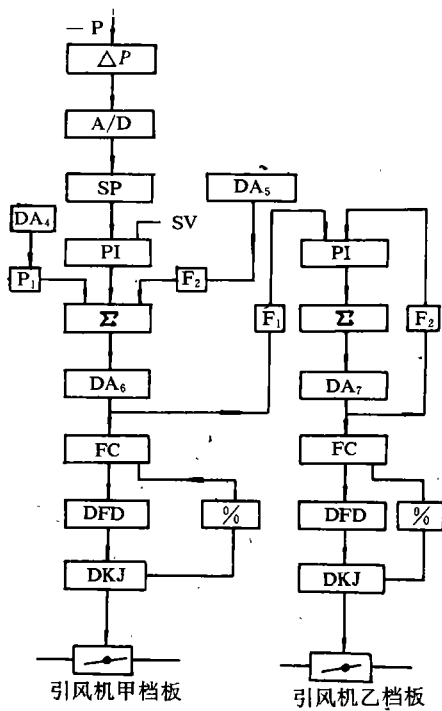 — P
△P
A/D
SP
DA₅
DA₄
SV
PI
PI
P₁
F₂
Σ
F₁
Σ
F₂
DA₆
DA₇
FC
FC
DFD
%
DFD
%
DKJ
DKJ
引风机甲档板
引风机乙档板